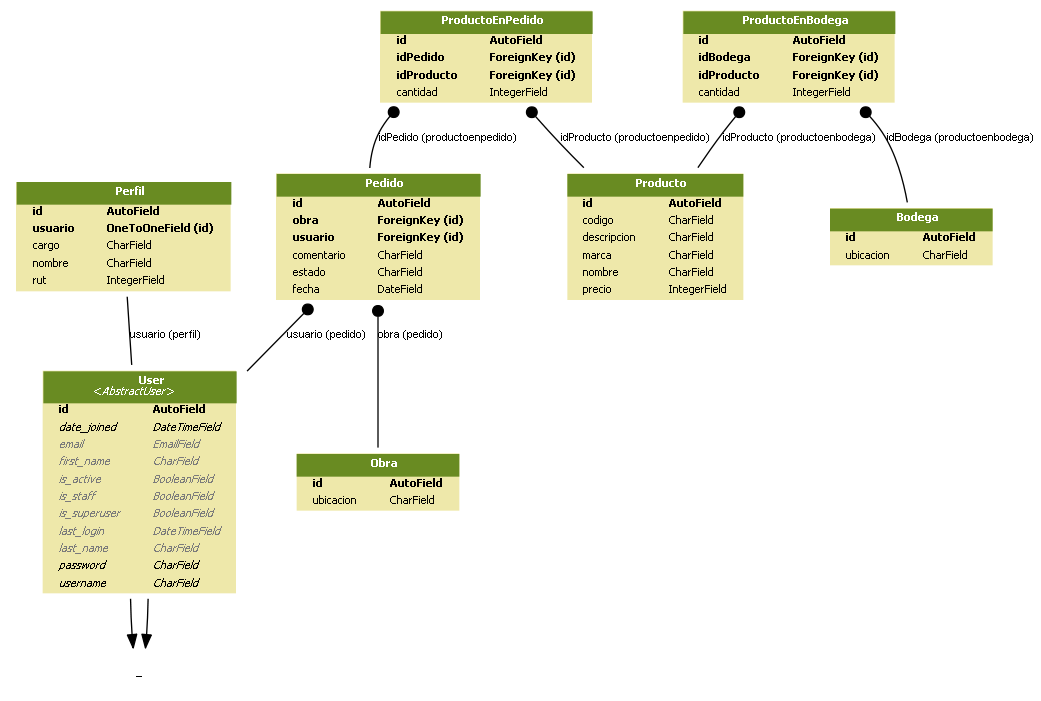 ProductoEnPedido
id AutoField
idPedido ForeignKey (id)
idProducto ForeignKey (id)
cantidad IntegerField
ProductoEnBodega
id AutoField
idBodega ForeignKey (id)
idProducto ForeignKey (id)
cantidad IntegerField
idPedido (productoenpedido)
idProducto (productoenpedido)
idProducto (productoenbodega)
idBodega (productoenbodega)
Perfil
id AutoField
usuario OneToOneField (id)
cargo CharField
nombre CharField
rut IntegerField
Pedido
id AutoField
obra ForeignKey (id)
usuario ForeignKey (id)
comentario CharField
estado CharField
fecha DateField
Producto
id AutoField
codigo CharField
descripcion CharField
marca CharField
nombre CharField
precio IntegerField
Bodega
id AutoField
ubicacion CharField
usuario (perfil)
usuario (pedido)
obra (pedido)
User
<AbstractUser>
id AutoField
date_joined DateTimeField
email EmailField
first_name CharField
is_active BooleanField
is_staff BooleanField
is_superuser BooleanField
last_login DateTimeField
last_name CharField
password CharField
username CharField
Obra
id AutoField
ubicacion CharField
_